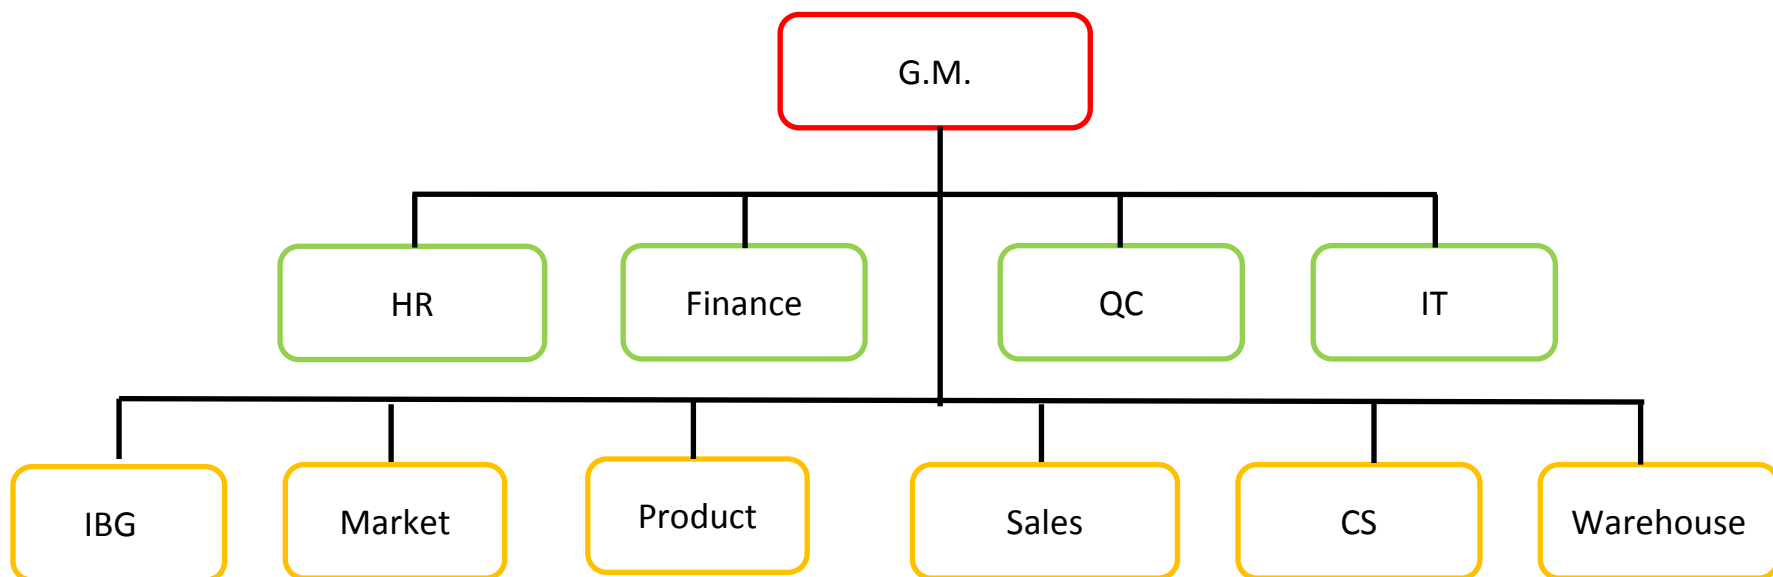 G.M.
HR
Finance
QC
IT
IBG
Market
Product
Sales
CS
Warehouse